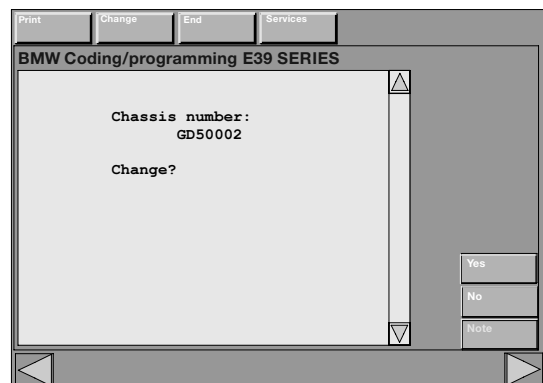 Print Change End Services
BMW Coding/programming E39 SERIES
Chassis number:
GD50002
Change?
Yes
No
Note